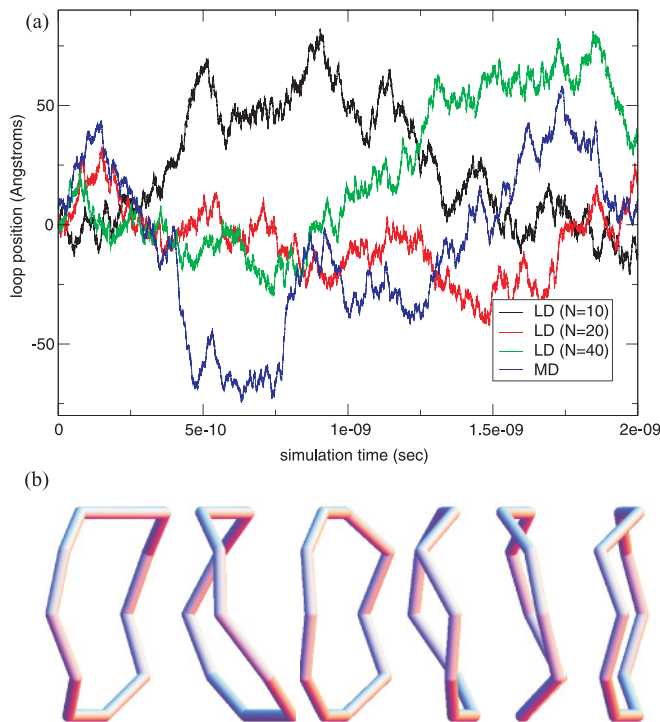 (a)
50
0
-50
loop position (Angstroms)
LD (N=10)
LD (N=20)
LD (N=40)
MD
0
5e-10
1e-09
1.5e-09
2e-09
simulation time (sec)
(b)